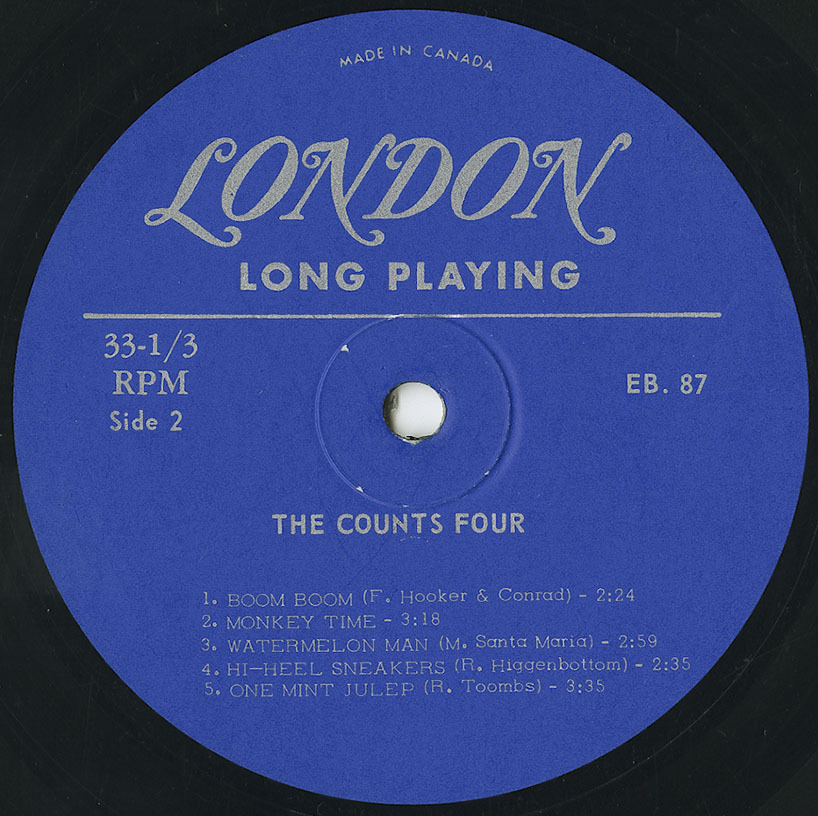 MADE IN CANADA
LONDON
LONG PLAYING
33-1/3
RPM
Side 2
EB. 87
THE COUNTS FOUR
1. BOOM BOOM (F. Hooker & Conrad) - 2:24
2. MONKEY TIME - 3:18
3. WATERMELON MAN (M. Santa Maria) - 2:59
4. HI-HEEL SNEAKERS (R. Higgenbottom) - 2:35
5. ONE MINT JULEP (R. Toombs) - 3:35